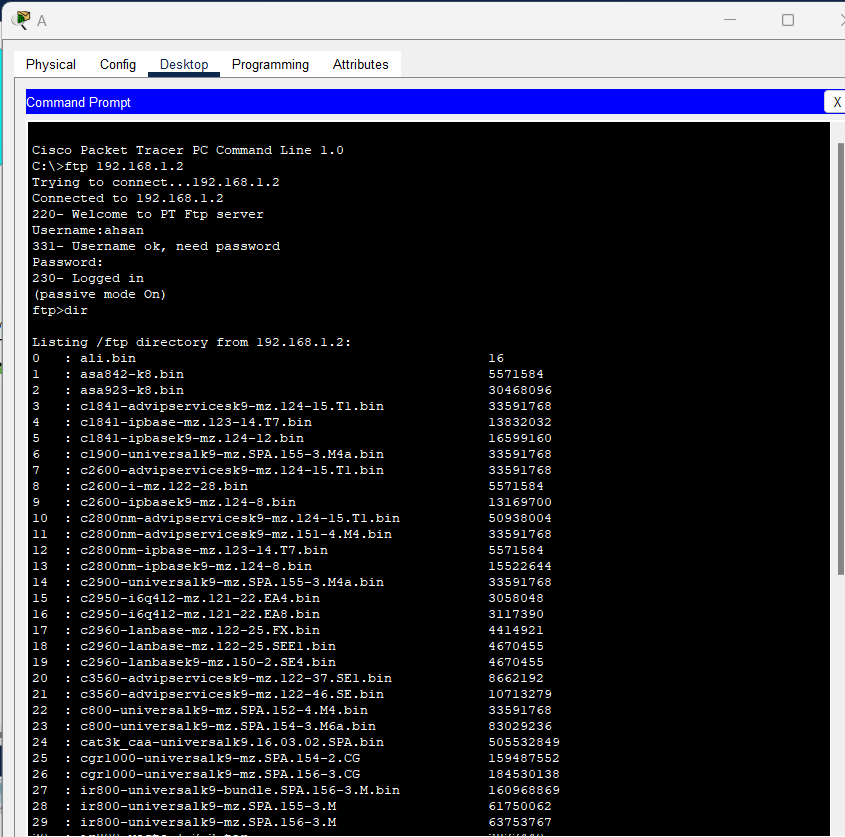 A
Physical Config Desktop Programming Attributes
Command Prompt
X
Cisco Packet Tracer PC Command Line 1.0
C:\>ftp 192.168.1.2
Trying to connect...192.168.1.2
Connected to 192.168.1.2
220- Welcome to PT Ftp server
Username:ahsan
331- Username ok, need password
Password:
230- Logged in
(passive mode On)
ftp>dir
Listing /ftp directory from 192.168.1.2:
0 : ali.bin 16
1 : asa842-k8.bin 5571584
2 : asa923-k8.bin 30468096
3 : c1841-advipservicesk9-mz.124-15.T1.bin 33591768
4 : c1841-ipbase-mz.123-14.T7.bin 13832032
5 : c1841-ipbasek9-mz.124-12.bin 16599160
6 : c1900-universalk9-mz.SPA.155-3.M4a.bin 33591768
7 : c2600-advipservicesk9-mz.124-15.T1.bin 33591768
8 : c2600-i-mz.122-28.bin 5571584
9 : c2600-ipbasek9-mz.124-8.bin 13169700
10 : c2800nm-advipservicesk9-mz.124-15.T1.bin 50938004
11 : c2800nm-advipservicesk9-mz.151-4.M4.bin 33591768
12 : c2800nm-ipbase-mz.123-14.T7.bin 5571584
13 : c2800nm-ipbasek9-mz.124-8.bin 15522644
14 : c2900-universalk9-mz.SPA.155-3.M4a.bin 33591768
15 : c2950-i6q4l2-mz.121-22.EA4.bin 3058048
16 : c2950-i6q4l2-mz.121-22.EA8.bin 3117390
17 : c2960-lanbase-mz.122-25.FX.bin 4414921
18 : c2960-lanbase-mz.122-25.SEE1.bin 4670455
19 : c2960-lanbasek9-mz.150-2.SE4.bin 4670455
20 : c3560-advipservicesk9-mz.122-37.SE1.bin 8662192
21 : c3560-advipservicesk9-mz.122-46.SE.bin 10713279
22 : c800-universalk9-mz.SPA.152-4.M4.bin 33591768
23 : c800-universalk9-mz.SPA.154-3.M6a.bin 83029236
24 : cat3k_caa-universalk9.16.03.02.SPA.bin 505532849
25 : cgr1000-universalk9-mz.SPA.154-2.CG 159487552
26 : cgr1000-universalk9-mz.SPA.156-3.CG 184530138
27 : ir800-universalk9-bundle.SPA.156-3.M.bin 160968869
28 : ir800-universalk9-mz.SPA.155-3.M 61750062
29 : ir800-universalk9-mz.SPA.156-3.M 63753767